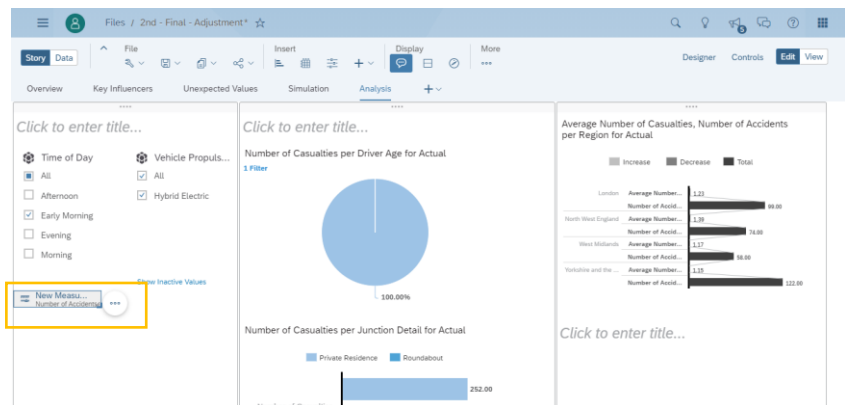 Files / 2nd - Final - Adjustment* ☆
5
Story Data
File
Insert
Display
More
Designer Controls Edit View
Overview Key Influencers Unexpected Values Simulation Analysis
Click to enter title...
Time of Day
All
Afternoon
Early Morning
Evening
Morning
Vehicle Propuls...
All
Hybrid Electric
Show Inactive Values
New Measu...
Click to enter title...
Number of Casualties per Driver Age for Actual
1 Filter
100.00%
Number of Casualties per Junction Detail for Actual
Private Residence Roundabout
252.00
Average Number of Casualties, Number of Accidents
per Region for Actual
Increase Decrease Total
London Average Number... 1.23
Number of Accid... 99.00
North West England Average Number... 1.39
Number of Accid... 74.00
West Midlands Average Number... 1.17
Number of Accid... 58.00
Yorkshire and the ... Average Number... 1.15
Number of Accid... 122.00
Click to enter title...